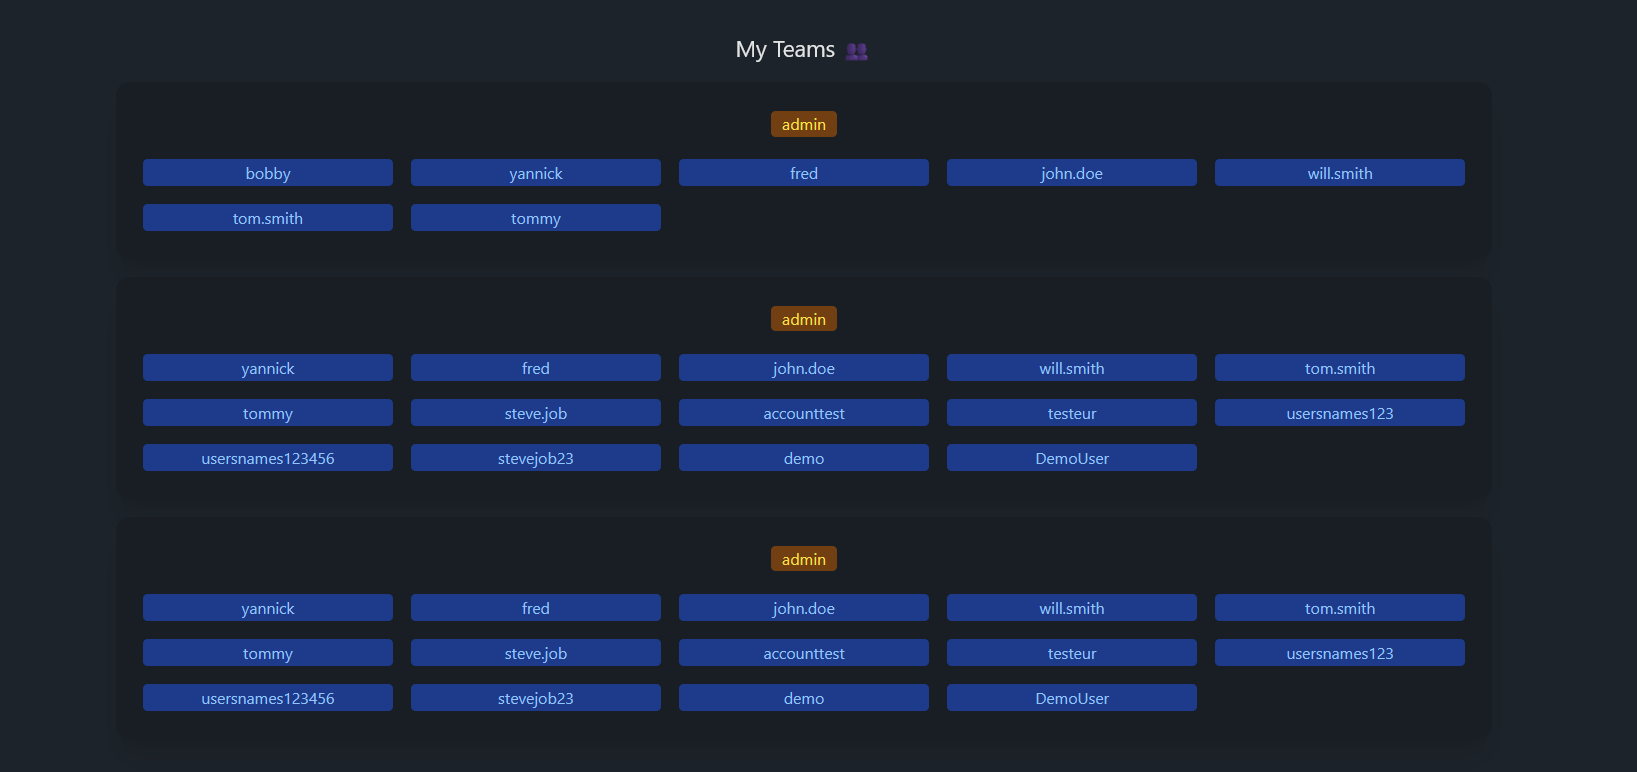 My Teams
admin
bobby yannick fred john.doe will.smith
tom.smith tommy
admin
yannick fred john.doe will.smith tom.smith
tommy steve.job accounttest testeur usersnames123
usersnames123456 stevejob23 demo DemoUser
admin
yannick fred john.doe will.smith tom.smith
tommy steve.job accounttest testeur usersnames123
usersnames123456 stevejob23 demo DemoUser